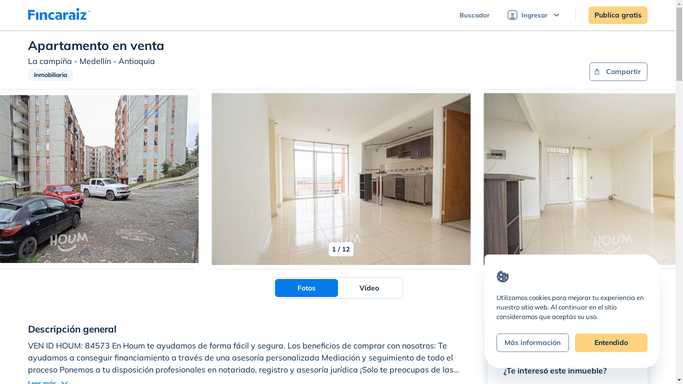 Fincaraiz
Buscador
Ingresar
Publica gratis
Apartamento en venta
La campiña - Medellín - Antioquia
Inmobiliaria
Compartir
HOUM
HOUM
HOUM
1 / 12
Fotos
Video
Descripción general
VEN ID HOUM: 84573 En Houm te ayudamos de forma fácil y segura. Los beneficios de comprar con nosotros: Te
ayudamos a conseguir financiamiento a través de una asesoría personalizada Mediación y seguimiento de todo el
proceso Ponemos a tu disposición profesionales en notariado, registro y asesoría jurídica ¡Solo te preocupas de las...
Leer más
Utilizamos cookies para mejorar tu experiencia en
nuestro sitio web. Al continuar en el sitio
consideramos que aceptas su uso.
Más información
Entendido
¿Te interesó este inmueble?